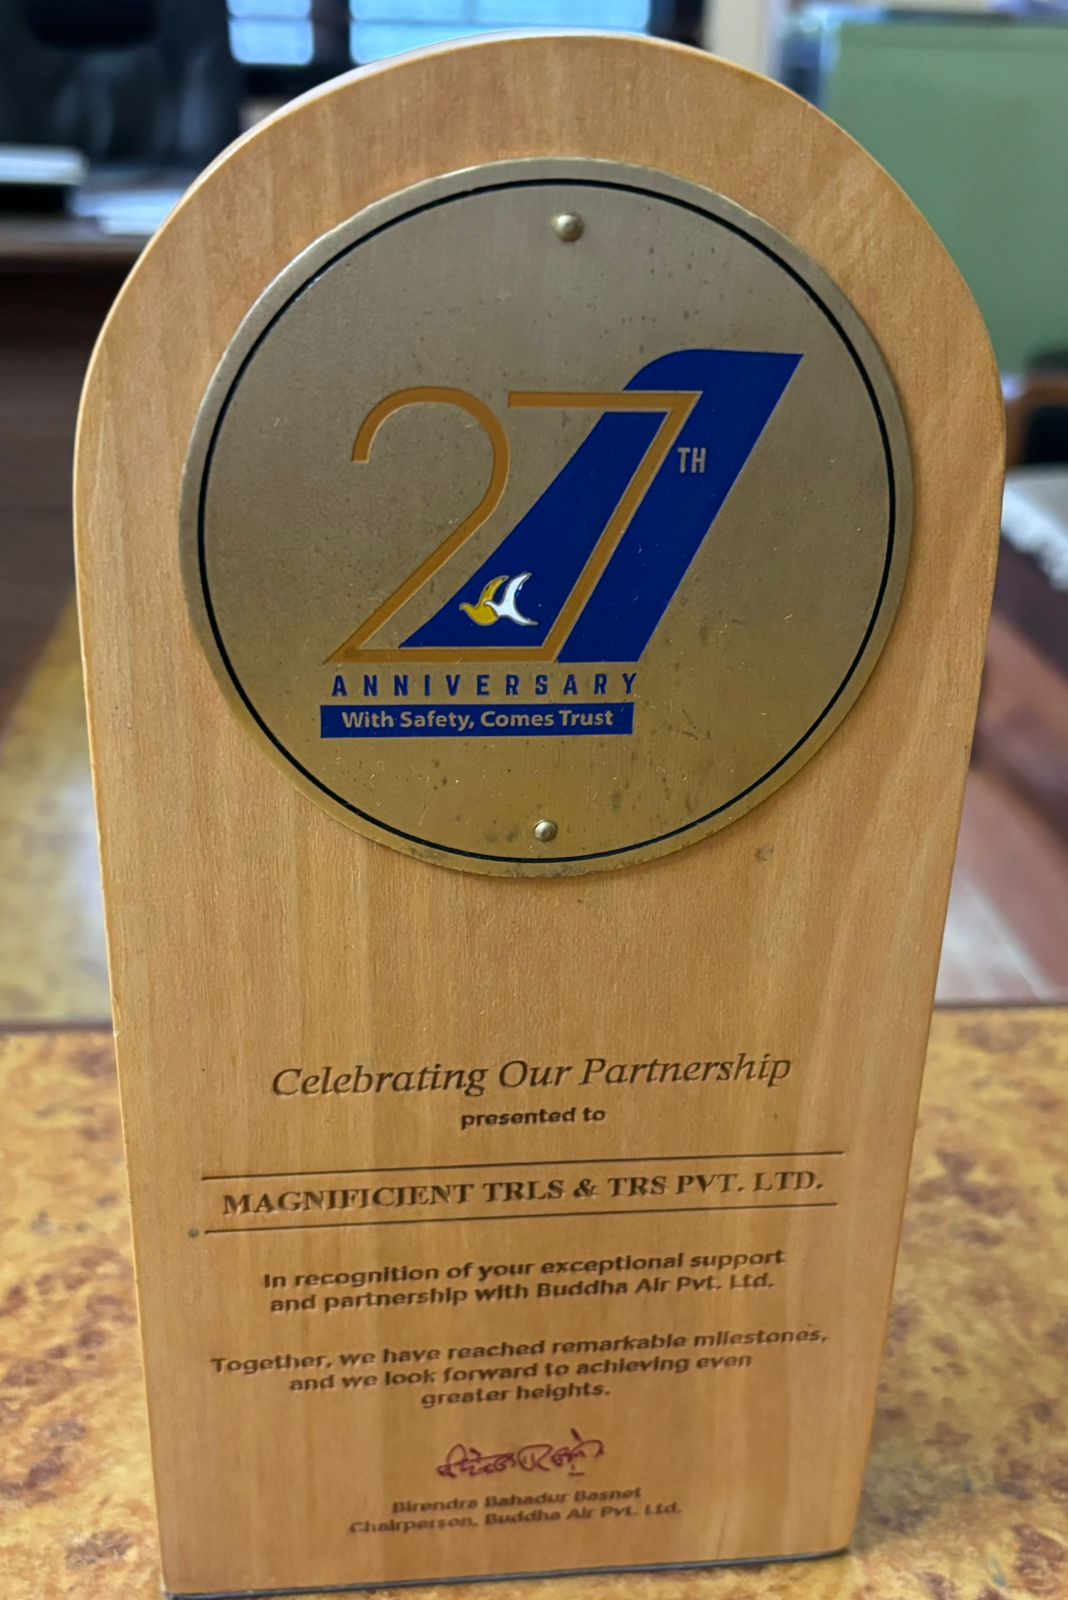 27TH
ANNIVERSARY
With Safety, Comes Trust
Celebrating Our Partnership
presented to
MAGNIFICIENT TRLS & TRS PVT. LTD.
In recognition of your exceptional support
and partnership with Buddha Air Pvt. Ltd.
Together, we have reached remarkable milestones,
and we look forward to achieving even
greater heights.
Birendra Bahadur Basnet
Chairperson, Buddha Air Pvt. Ltd.